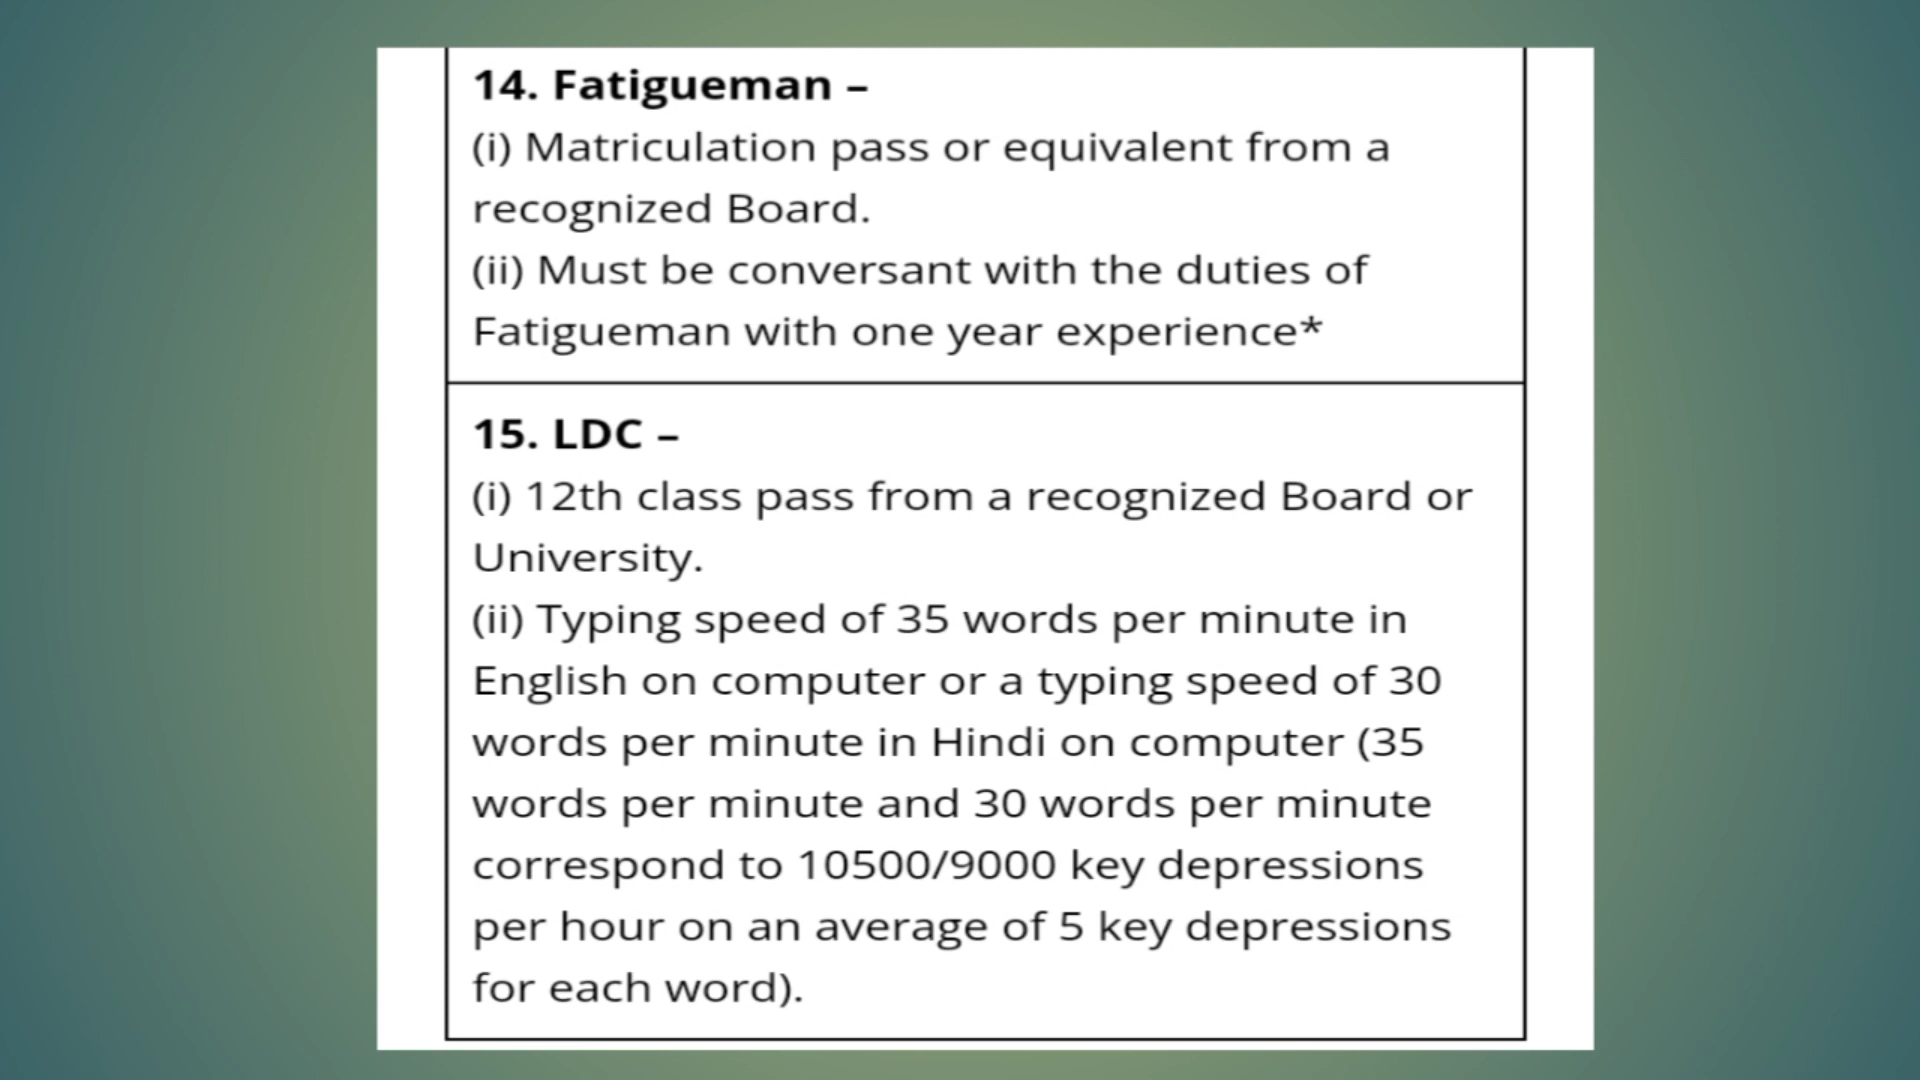 14. Fatigueman –
(i) Matriculation pass or equivalent from a
recognized Board.
(ii) Must be conversant with the duties of
Fatigueman with one year experience*
15. LDC –
(i) 12th class pass from a recognized Board or
University.
(ii) Typing speed of 35 words per minute in
English on computer or a typing speed of 30
words per minute in Hindi on computer (35
words per minute and 30 words per minute
correspond to 10500/9000 key depressions
per hour on an average of 5 key depressions
for each word).